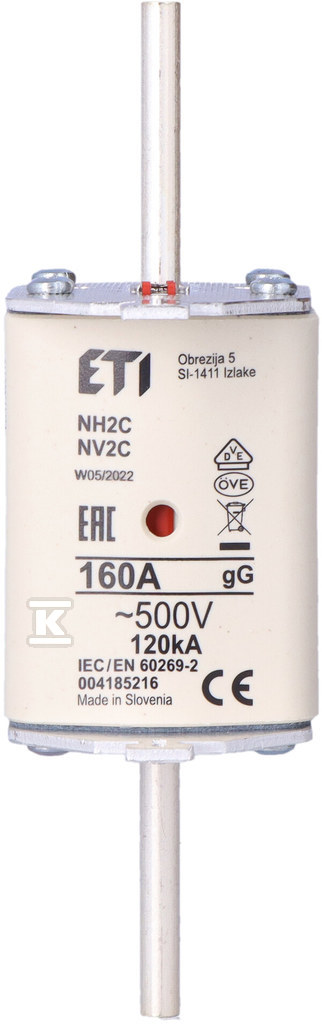 ETI
Obrezija 5
SI-1411 Izlake
NH2C
NV2C
W05/2022
DVE
ÖVE
EAC
160A gG
~500V
120kA
K
IEC/EN 60269-2
004185216
Made in Slovenia
CE